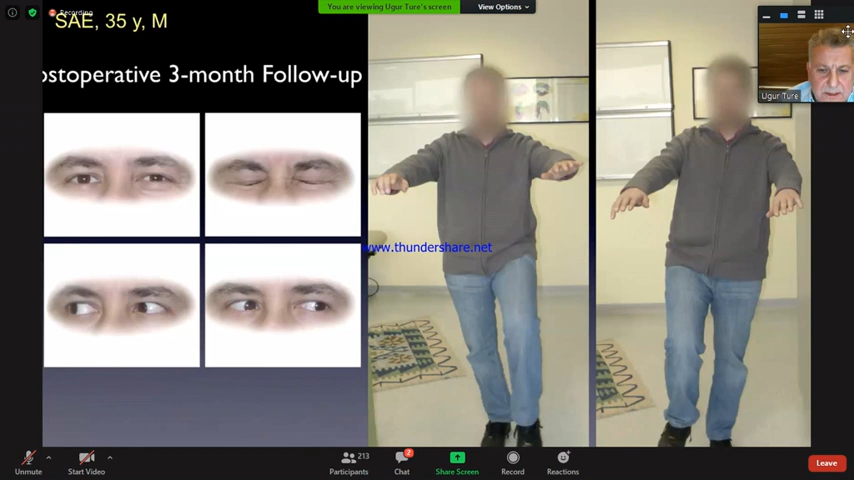 Recording
You are viewing Ugur Ture's screen
View Options
SAE, 35 y, M
ostoperative 3-month Follow-up
Ugur Ture
www.thundershare.net
Unmute
Start Video
Participants
213
Chat
2
Share Screen
Record
Reactions
Leave